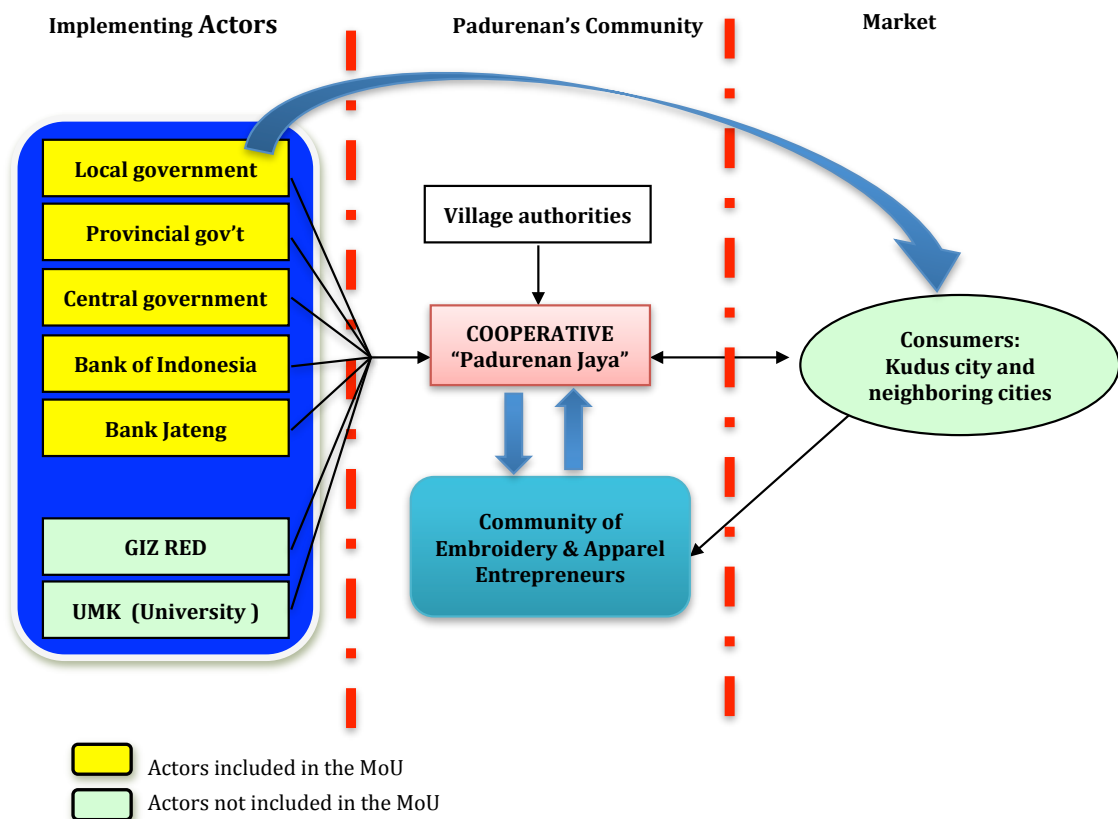 Implementing Actors
Padurenan's Community
Market
Local government
Provincial gov't
Central government
Bank of Indonesia
Bank Jateng
GIZ RED
UMK (University )
Village authorities
COOPERATIVE
“Padurenan Jaya”
Community of
Embroidery & Apparel
Entrepreneurs
Consumers:
Kudus city and
neighboring cities
Actors included in the MoU
Actors not included in the MoU